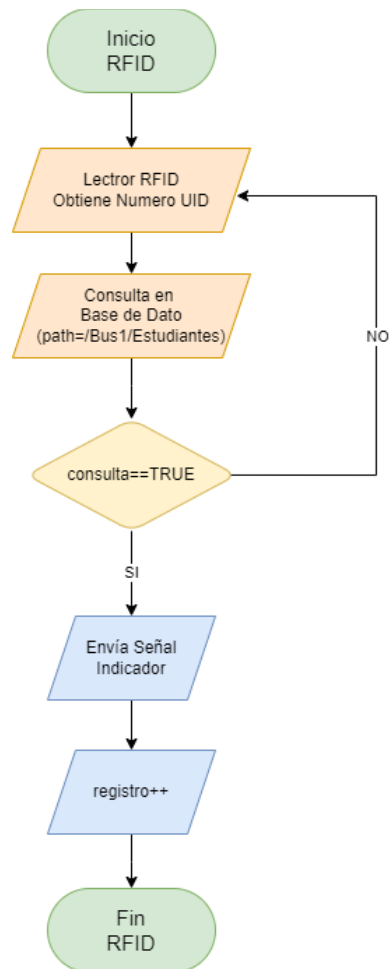 Inicio
RFID
Lectror RFID
Obtiene Numero UID
Consulta en
Base de Dato
(path=/Bus1/Estudiantes)
NO
consulta==TRUE
SI
Envía Señal
Indicador
registro++
Fin
RFID